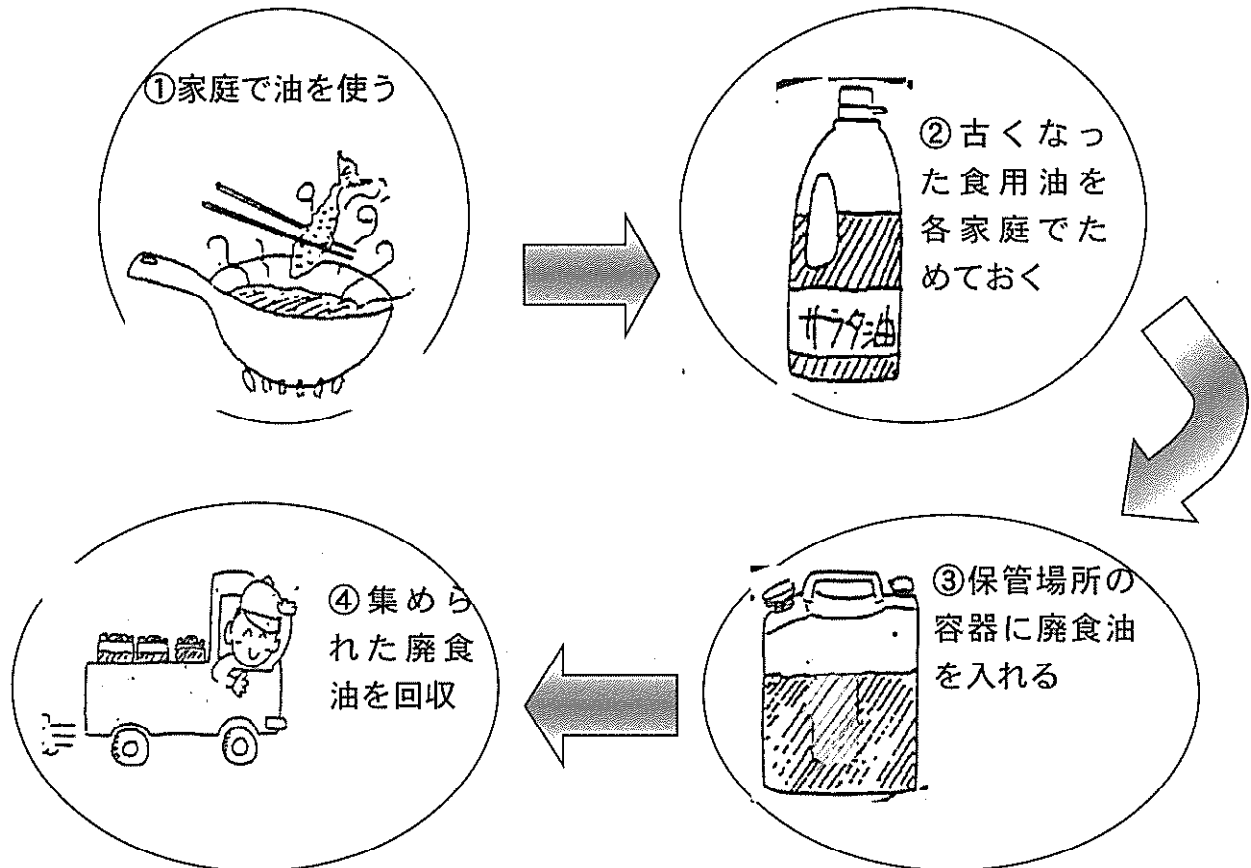 ①家庭で油を使う
②古くなっ
た食用油を
各家庭でた
めておく
サラダ油
③保管場所の
容器に廃食油
を入れる
④集めら
れた廃食
油を回収